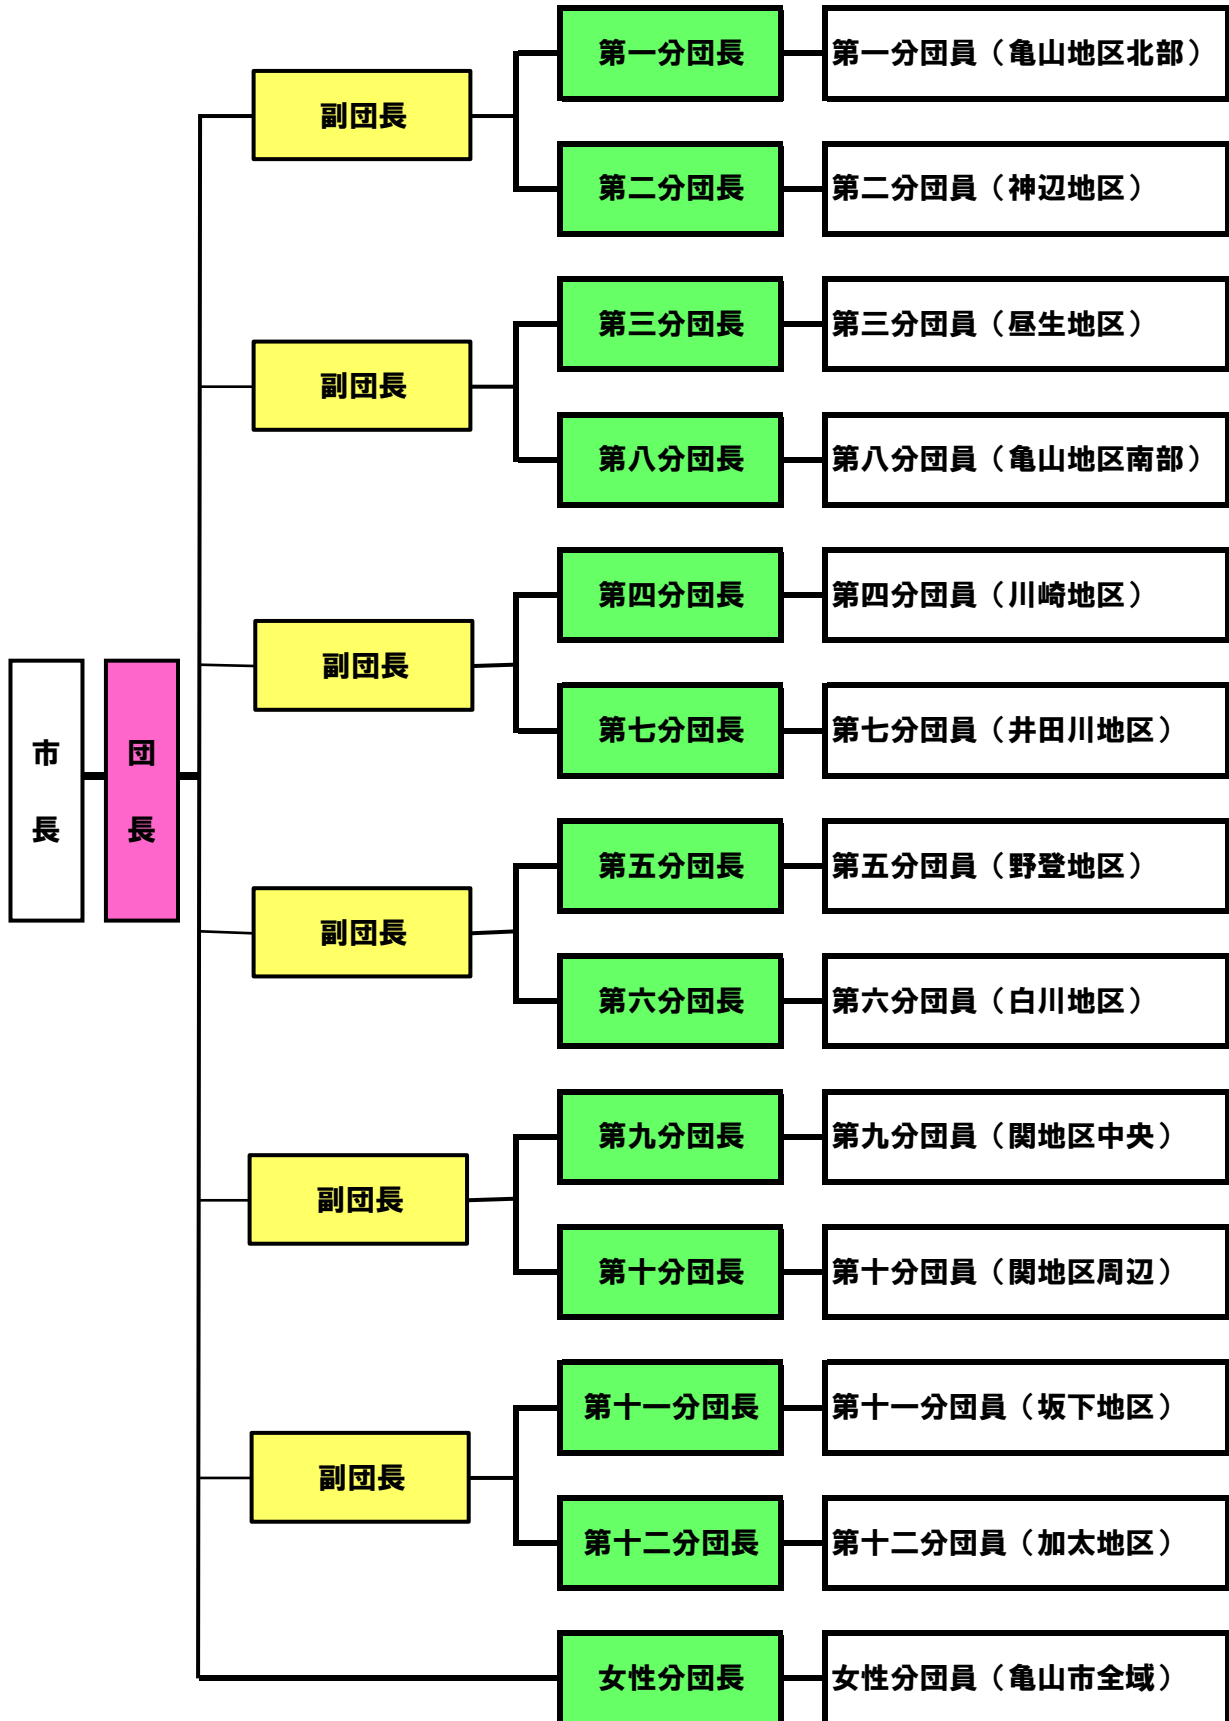 市長
団長
副団長
第一分団長
第一分団員（亀山地区北部）
第二分団長
第二分団員（神辺地区）
副団長
第三分団長
第三分団員（昼生地区）
第八分団長
第八分団員（亀山地区南部）
副団長
第四分団長
第四分団員（川崎地区）
第七分団長
第七分団員（井田川地区）
副団長
第五分団長
第五分団員（野登地区）
第六分団長
第六分団員（白川地区）
副団長
第九分団長
第九分団員（関地区中央）
第十分団長
第十分団員（関地区周辺）
副団長
第十一分団長
第十一分団員（坂下地区）
第十二分団長
第十二分団員（加太地区）
女性分団長
女性分団員（亀山市全域）